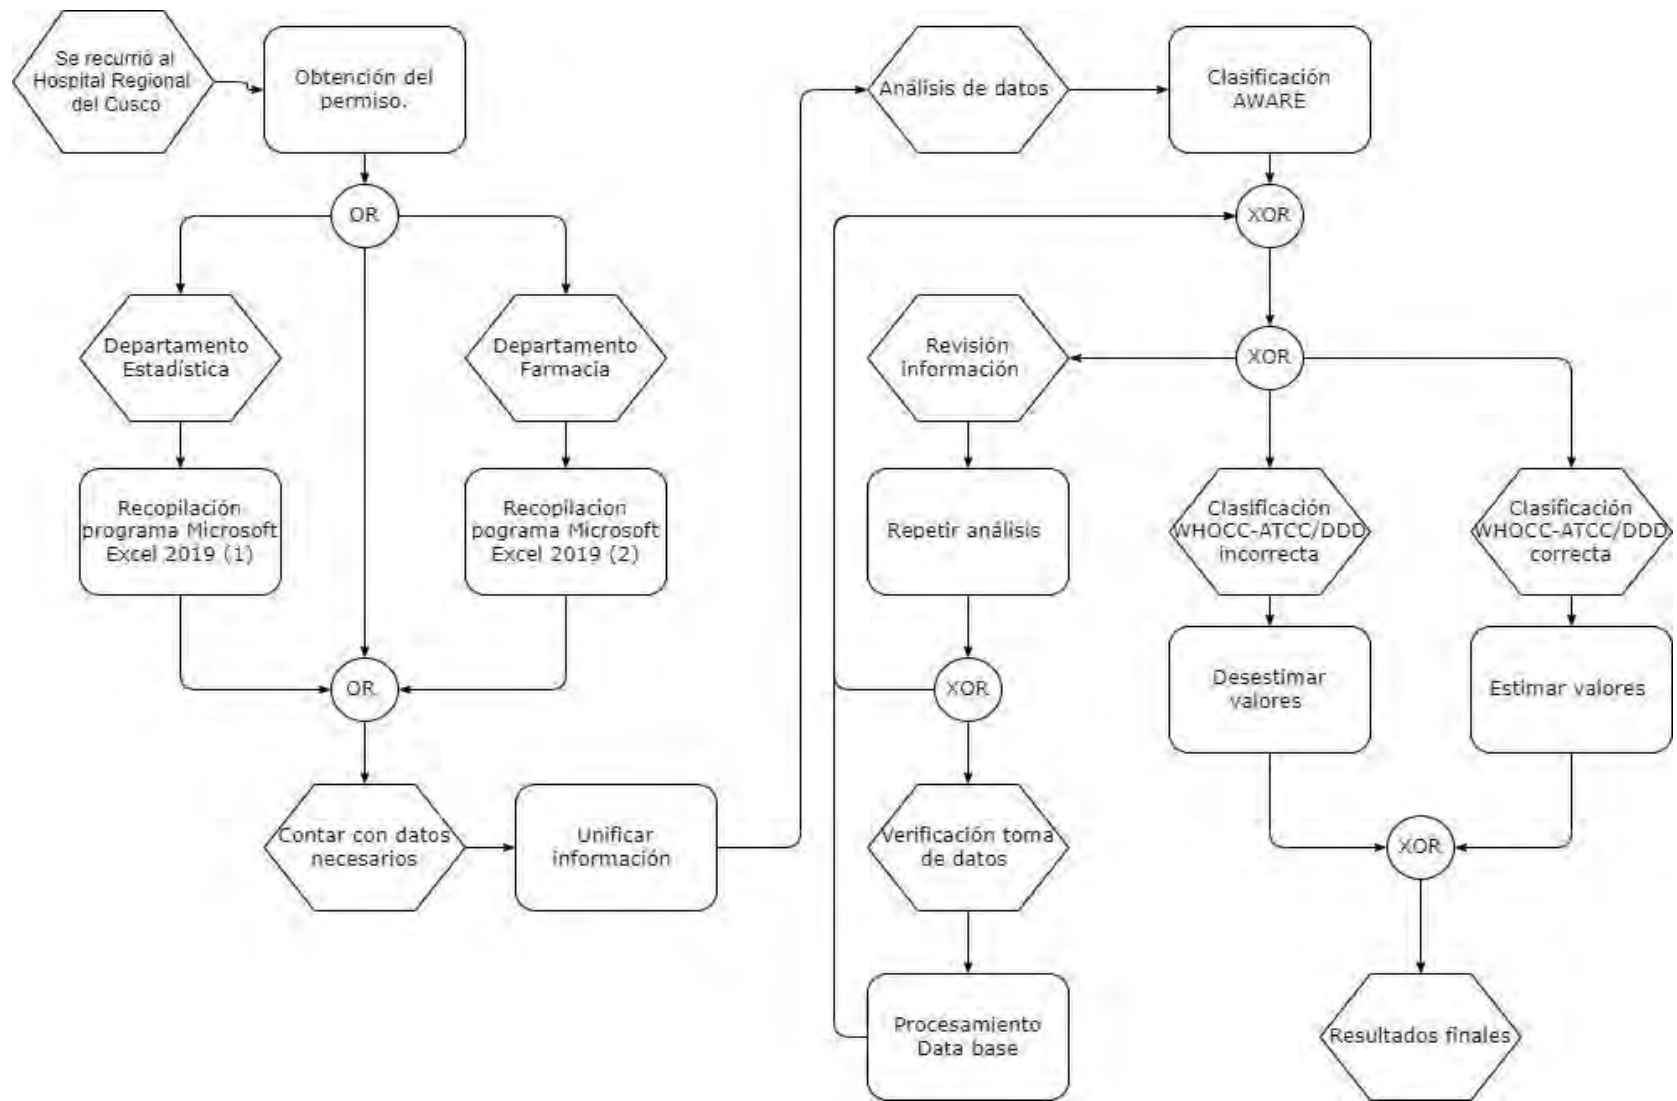 Se recurrió al
Hospital Regional
del Cusco
Obtención del
permiso.
OR
Departamento
Estadística
Departamento
Farmacia
Recopilación
programa Microsoft
Excel 2019 (1)
Recopilacion
pograma Microsoft
Excel 2019 (2)
OR
Contar con datos
necesarios
Unificar
información
Análisis de datos
Clasificación
AWARE
XOR
XOR
Revisión
información
Repetir análisis
XOR
Verificación toma
de datos
Procesamiento
Data base
Clasificación
WHOCC-ATCC/DDD
incorrecta
Clasificación
WHOCC-ATCC/DDD
correcta
Desestimar
valores
Estimar valores
XOR
Resultados finales